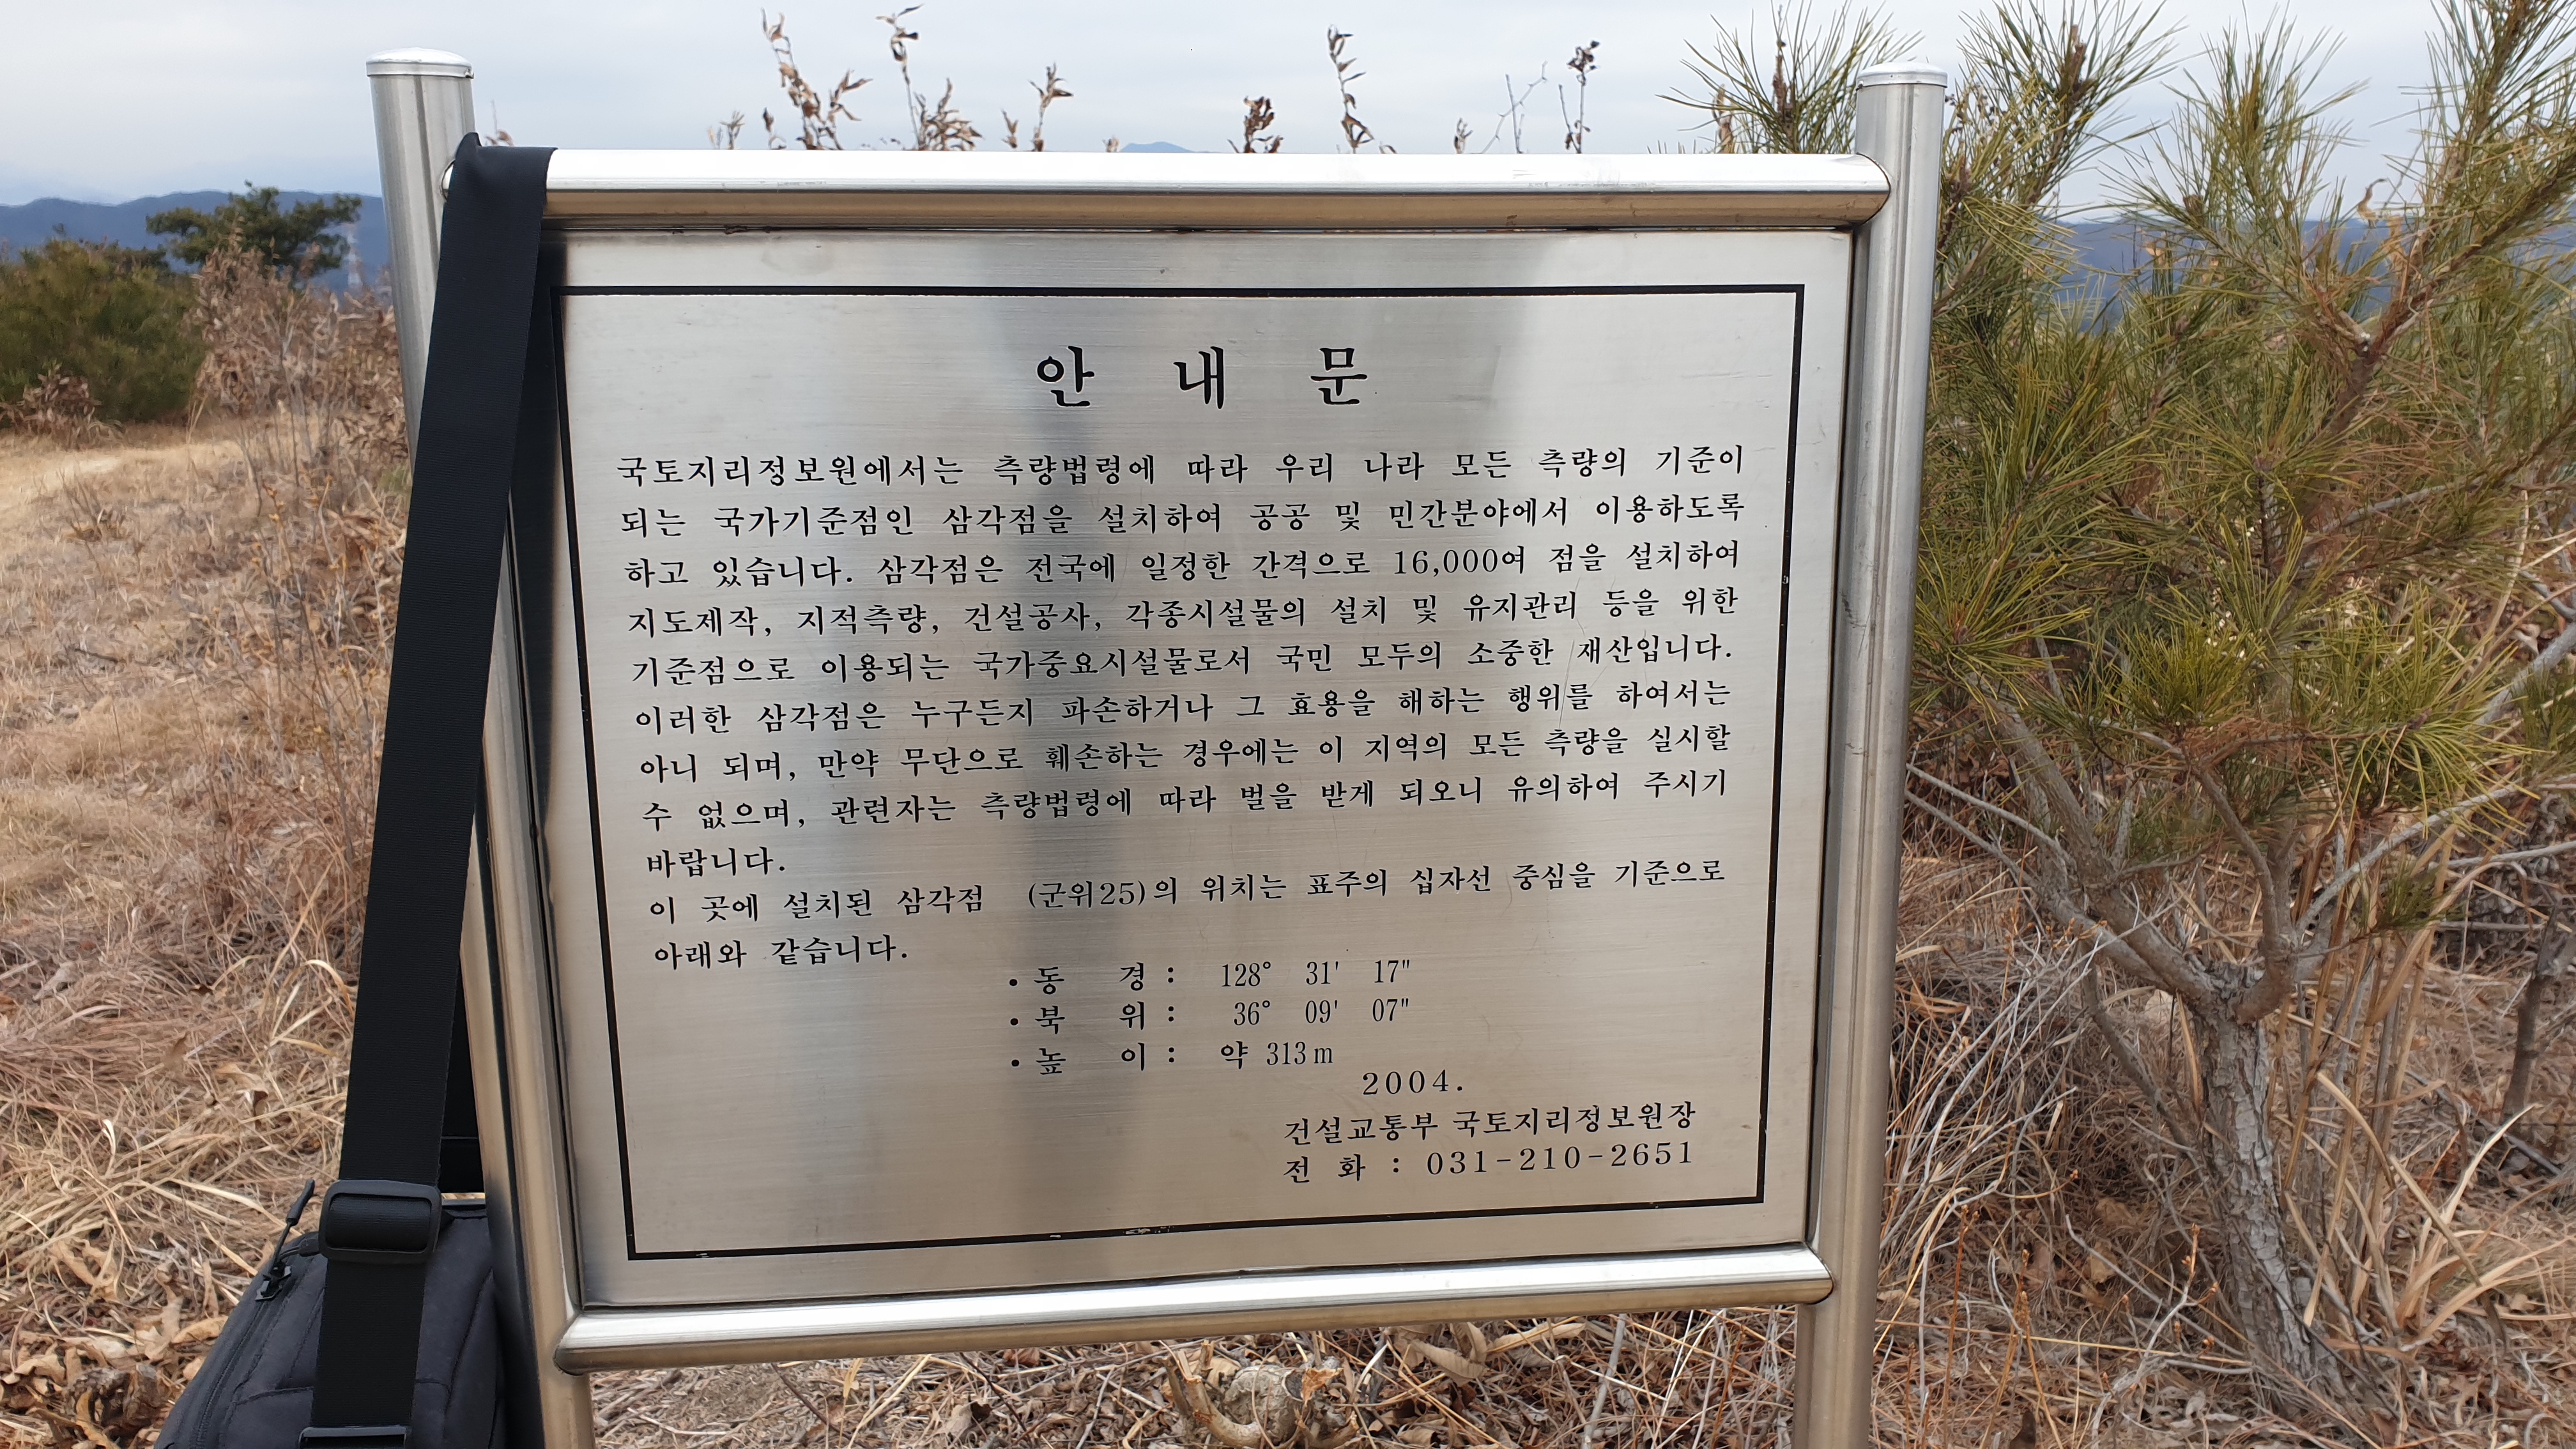 안 내 문
국토지리정보원에서는 측량법령에 따라 우리 나라 모든 측량의 기준이
되는 국가기준점인 삼각점을 설치하여 공공 및 민간분야에서 이용하도록
하고 있습니다. 삼각점은 전국에 일정한 간격으로 16,000여 점을 설치하여
지도제작, 지적측량, 건설공사, 각종시설물의 설치 및 유지관리 등을 위한
기준점으로 이용되는 국가중요시설물로서 국민 모두의 소중한 재산입니다.
이러한 삼각점은 누구든지 파손하거나 그 효용을 해하는 행위를 하여서는
아니 되며, 만약 무단으로 훼손하는 경우에는 이 지역의 모든 측량을 실시할
수 없으며, 관련자는 측량법령에 따라 벌을 받게 되오니 유의하여 주시기
바랍니다.
이 곳에 설치된 삼각점 (군위25)의 위치는 표주의 십자선 중심을 기준으로
아래와 같습니다.
• 동 경 : 128° 31' 17"
• 북 위 : 36° 09' 07"
• 높 이 : 약 313 m
2004.
건설교통부 국토지리정보원장
전 화 : 031-210-2651